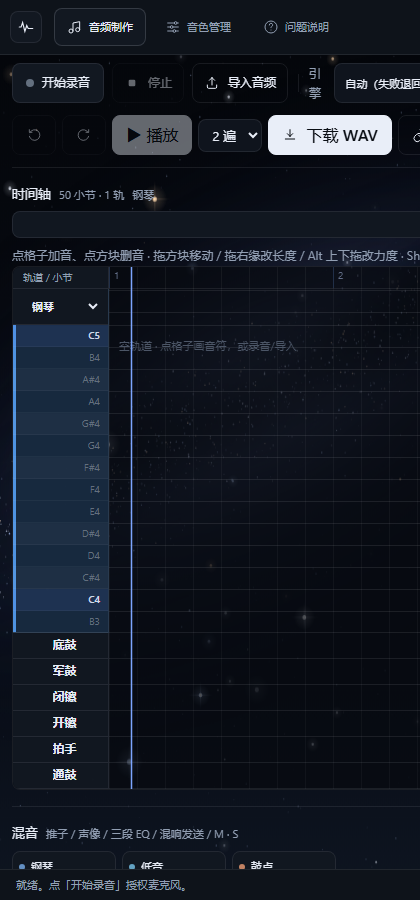 音频制作 音色管理 问题说明
开始录音 停止 导入音频 引擎 自动（失败退回
播放 2 遍 下载 WAV
时间轴 50 小节 · 1 轨 钢琴
点格子加音、点方块删音 · 拖方块移动 / 拖右缘改长度 / Alt 上下拖改力度 · Sh
轨道 / 小节 1 2
钢琴
C5
空轨道 · 点格子画音符，或录音/导入
B4
A#4
A4
G#4
G4
F#4
F4
E4
D#4
D4
C#4
C4
B3
底鼓
军鼓
闭镲
开镲
拍手
通鼓
混音 推子 / 声像 / 三段 EQ / 混响发送 / M · S
钢琴 低音 鼓点
就绪。点「开始录音」授权麦克风。